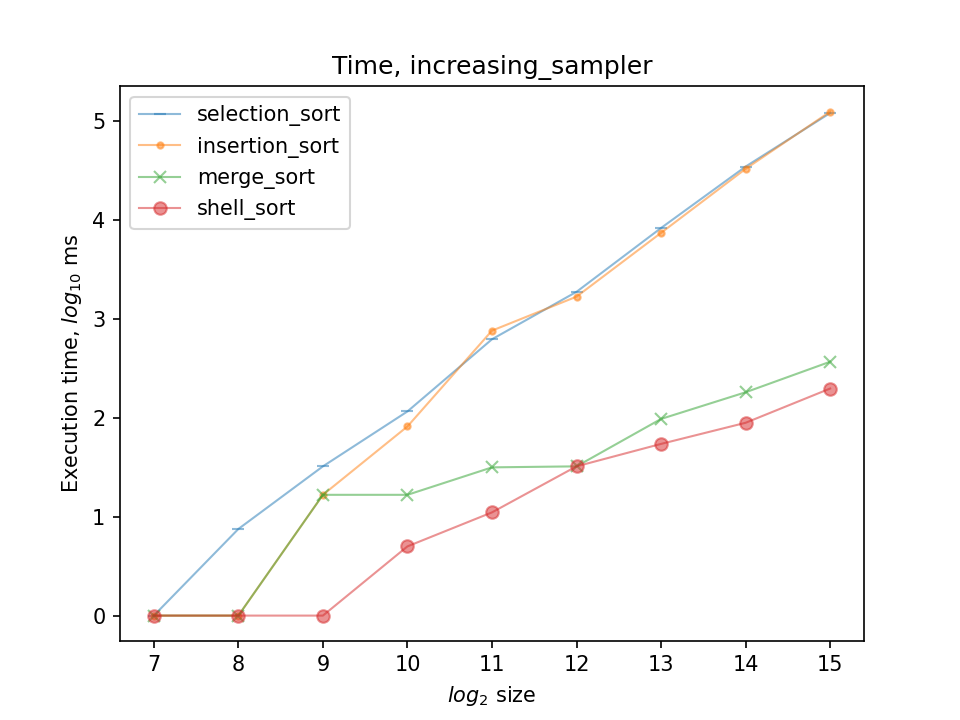 Time, increasing_sampler
selection_sort
insertion_sort
merge_sort
shell_sort
Execution time, log₁₀ ms
5
4
3
2
1
0
7 8 9 10 11 12 13 14 15
log₂ size